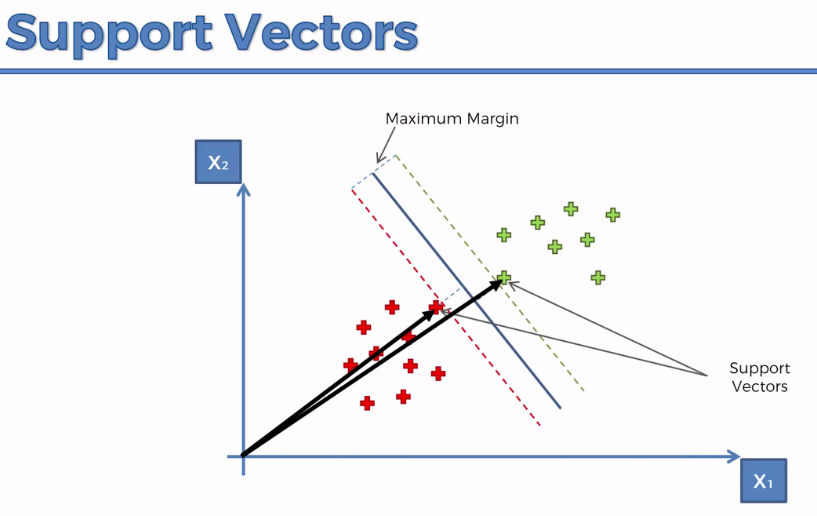 Support Vectors
Maximum Margin
X₂
Support
Vectors
X₁